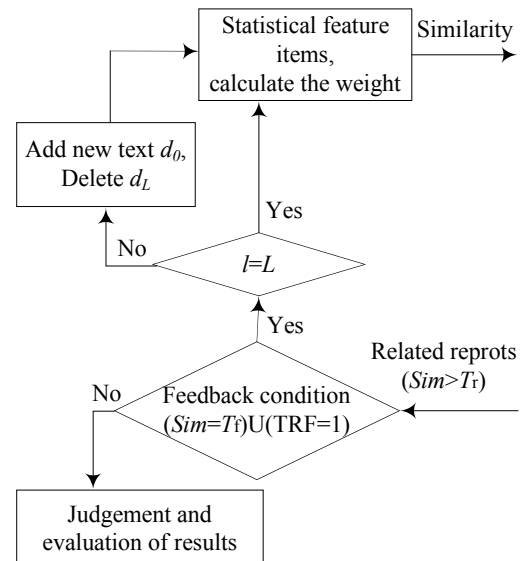 Statistical feature
items,
calculate the weight
Similarity
Add new text d0,
Delete dL
Yes
No
l=L
Yes
Related reprots
(Sim>Tr)
No
Feedback condition
(Sim=Tf)U(TRF=1)
Judgement and
evaluation of results